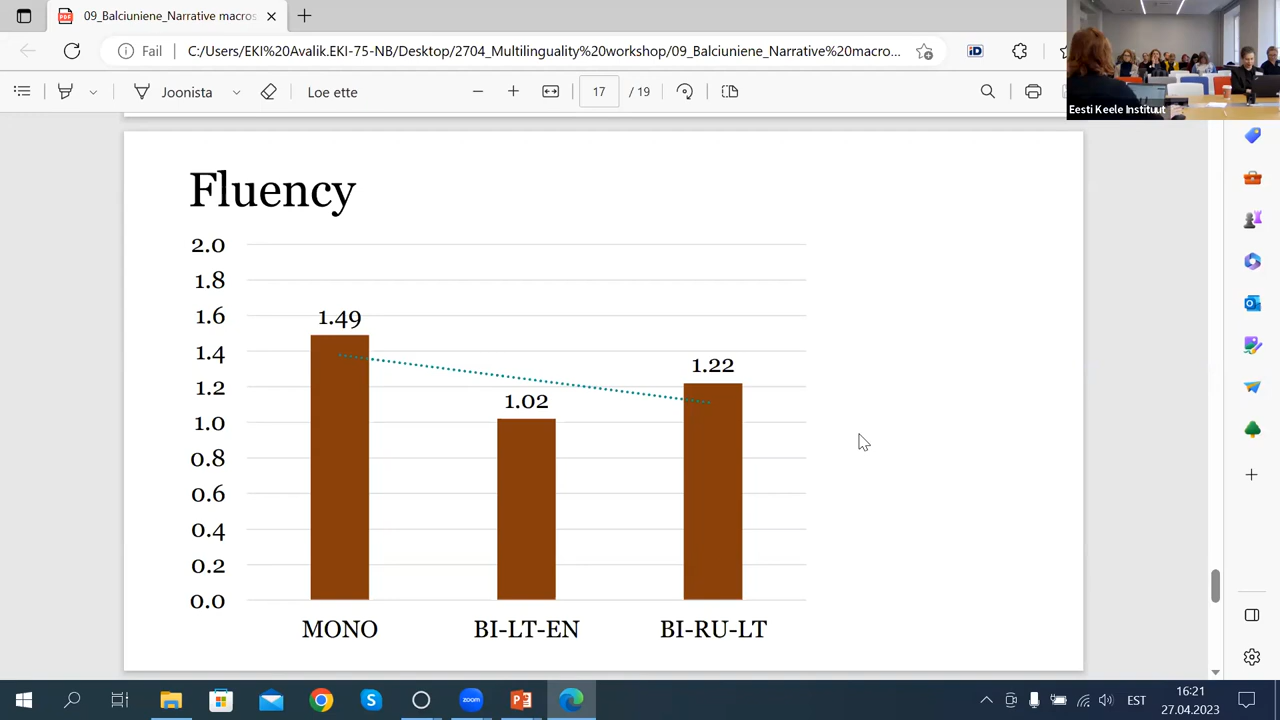 09_Balciuniene_Narrative macros
Fail
C:/Users/EKI%20Avalik.EKI-75-NB/Desktop/2704_Multilinguality%20workshop/09_Balciuniene_Narrative%20macro...
iD
Joonista
Loe ette
17 / 19
Eesti Keele Instituut
Fluency
2.0
1.8
1.6
1.4
1.2
1.0
0.8
0.6
0.4
0.2
0.0
1.49
1.02
1.22
MONO
BI-LT-EN
BI-RU-LT
zoom
EST
16:21
27.04.2023